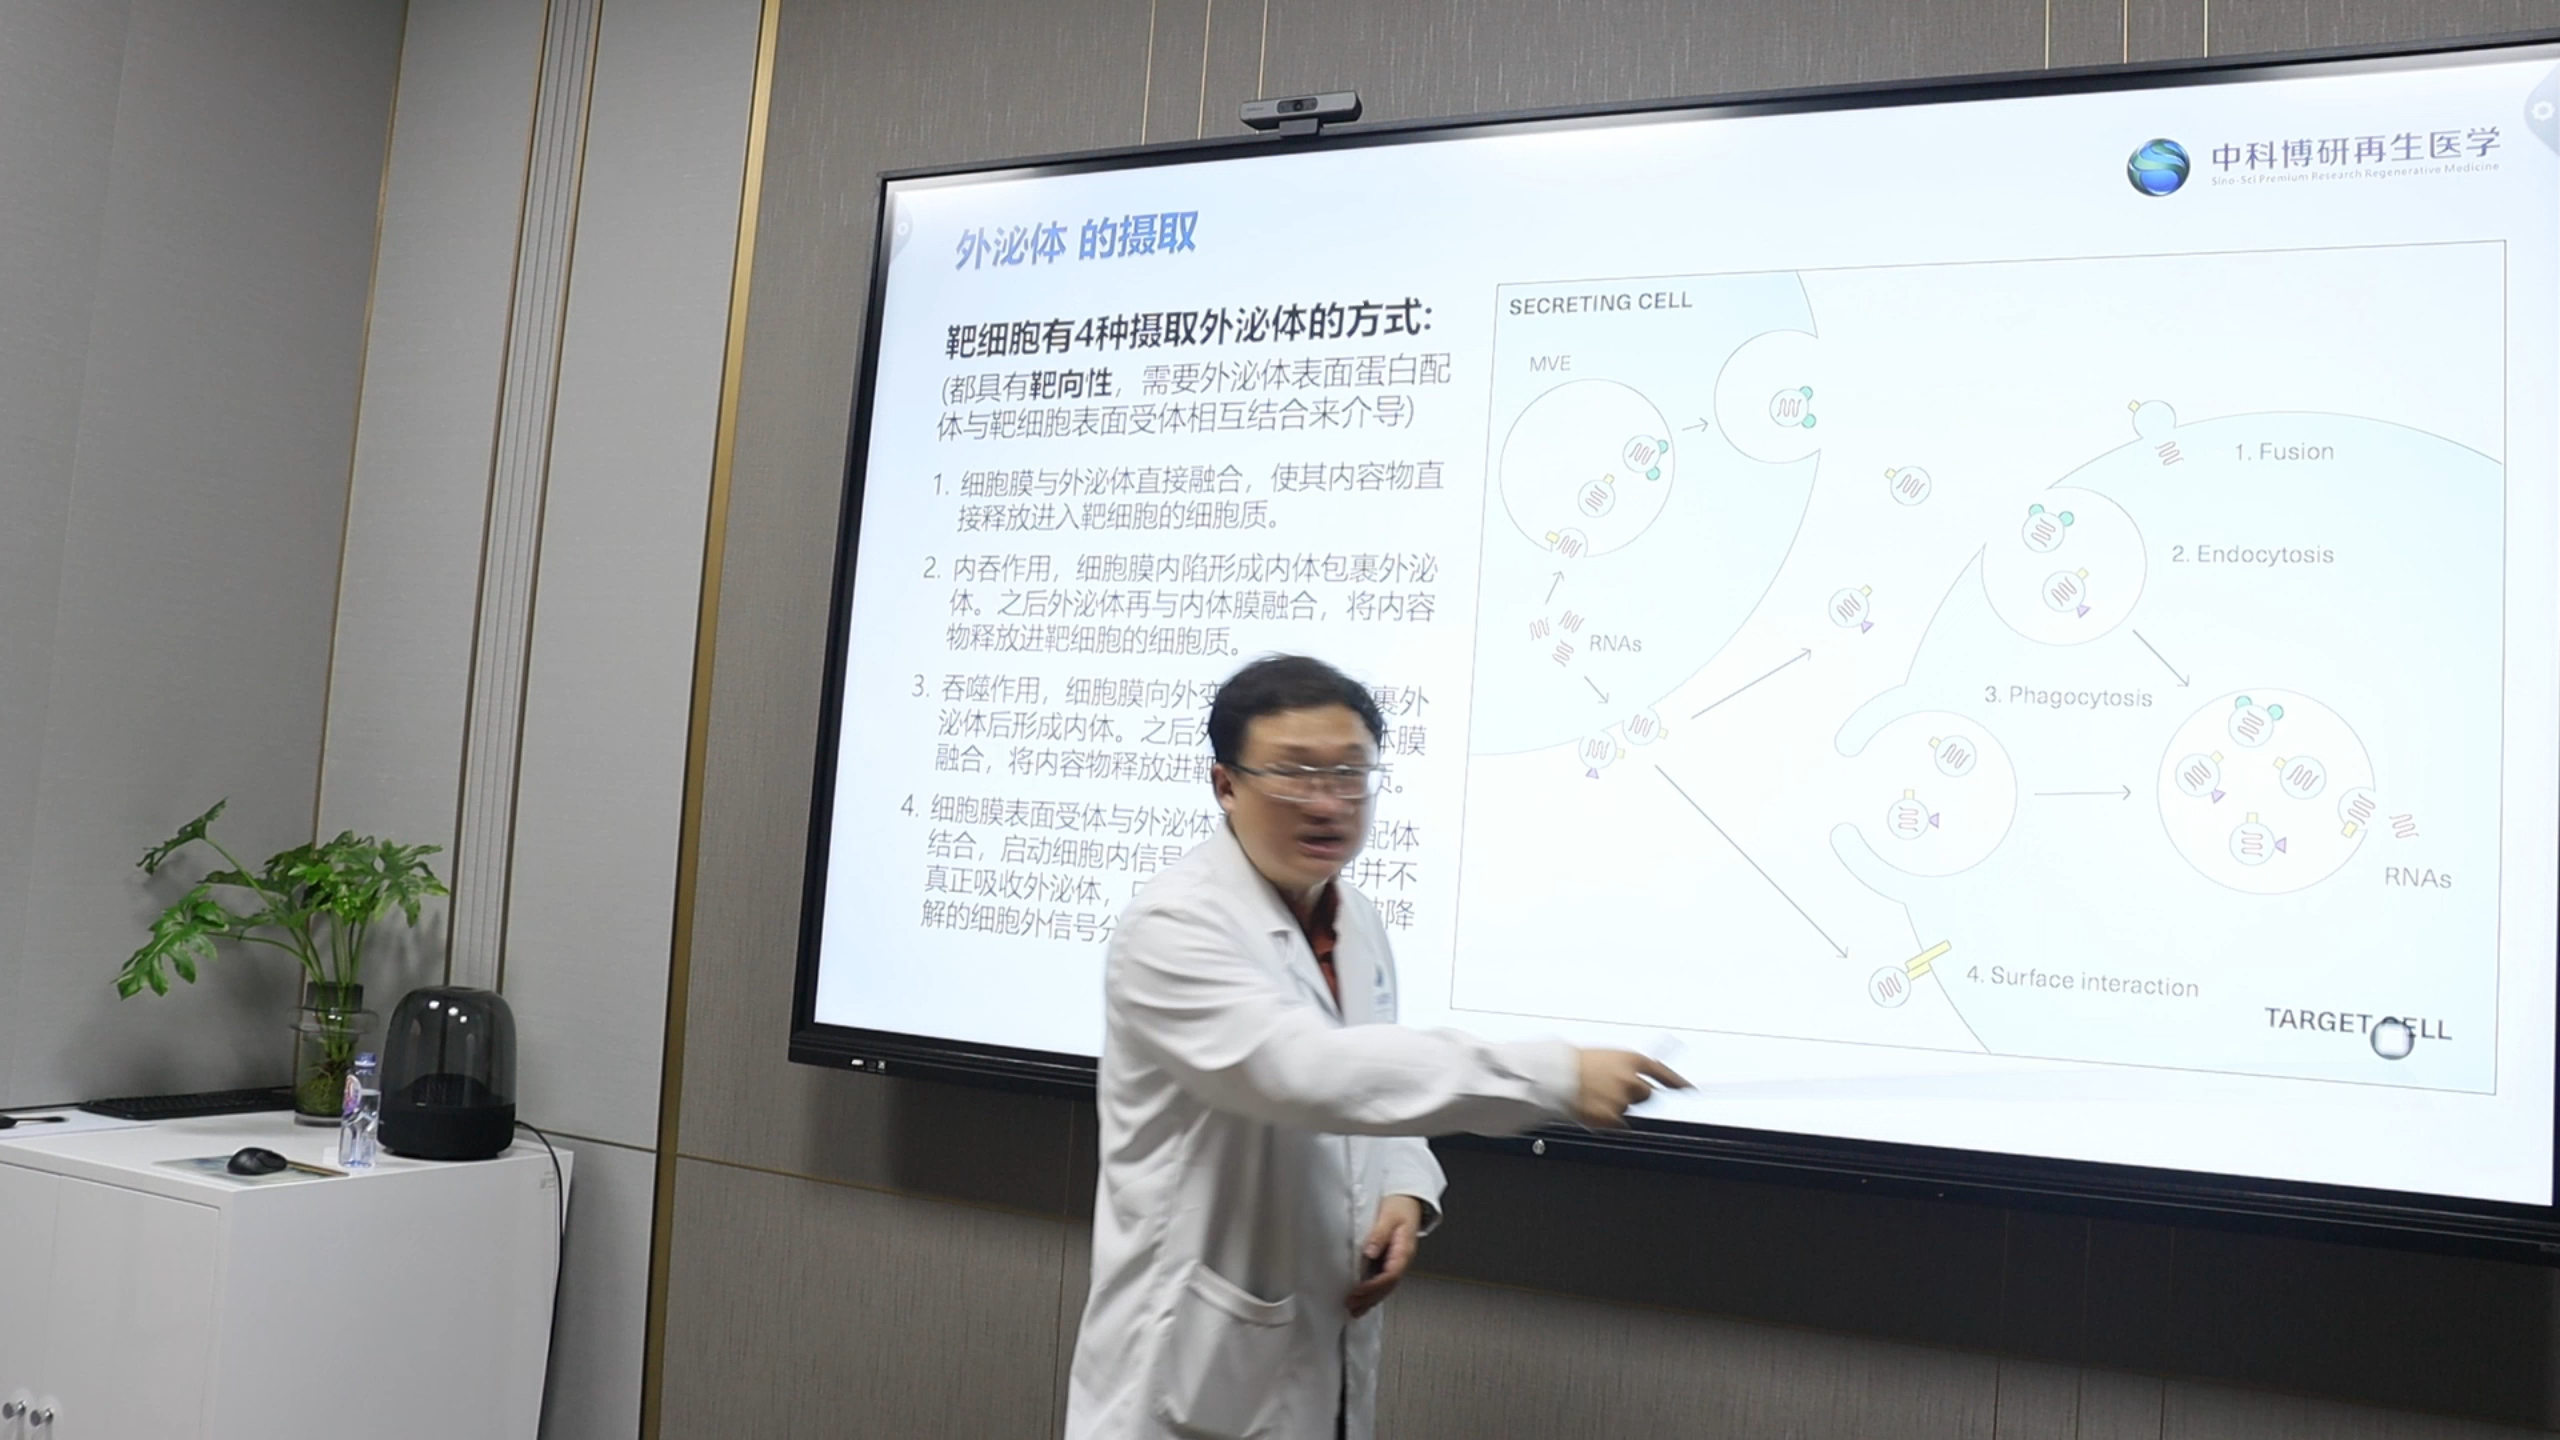 中科博研再生医学
Sino-Sci Premium Research Regenerative Medicine
外泌体 的摄取
靶细胞有4种摄取外泌体的方式:
(都具有靶向性，需要外泌体表面蛋白配
体与靶细胞表面受体相互结合来介导)
1. 细胞膜与外泌体直接融合，使其内容物直
接释放进入靶细胞的细胞质。
2. 内吞作用，细胞膜内陷形成内体包裹外泌
体。之后外泌体再与内体膜融合，将内容
物释放进靶细胞的细胞质。
3. 吞噬作用，细胞膜向外变 裹外
泌体后形成内体。之后外 体膜
融合，将内容物释放进靶 质。
4. 细胞膜表面受体与外泌体 配体
结合，启动细胞内信号 但并不
真正吸收外泌体， 降
解的细胞外信号分
SECRETING CELL
MVE
RNAs
1. Fusion
2. Endocytosis
3. Phagocytosis
RNAs
4. Surface interaction
TARGET CELL